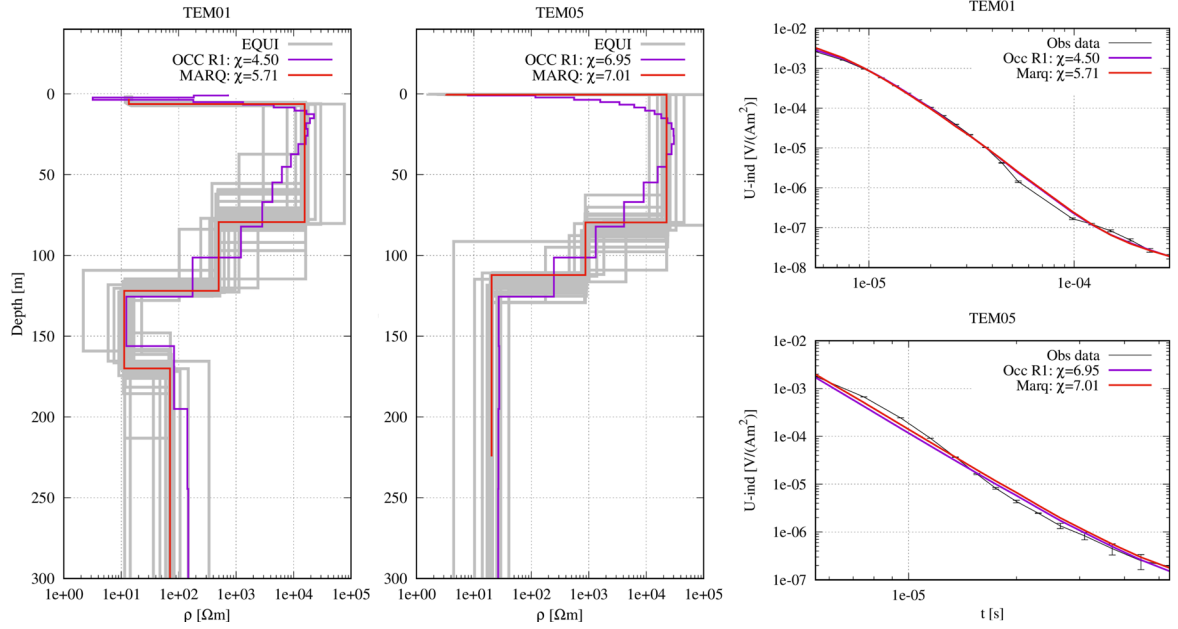 TEM01
EQUI
OCC R1: χ=4.50
MARQ: χ=5.71
0
50
100
150
200
250
300
Depth [m]
1e+00 1e+01 1e+02 1e+03 1e+04 1e+05
ρ [Ωm]
TEM05
EQUI
OCC R1: χ=6.95
MARQ: χ=7.01
0
50
100
150
200
250
300
1e+00 1e+01 1e+02 1e+03 1e+04 1e+05
ρ [Ωm]
TEM01
Obs data
Occ R1: χ=4.50
Marq: χ=5.71
1e-02
1e-03
1e-04
1e-05
1e-06
1e-07
1e-08
U-ind [V/(Am²)]
1e-05 1e-04
TEM05
Obs data
Occ R1: χ=6.95
Marq: χ=7.01
1e-02
1e-03
1e-04
1e-05
1e-06
1e-07
U-ind [V/(Am²)]
1e-05
t [s]